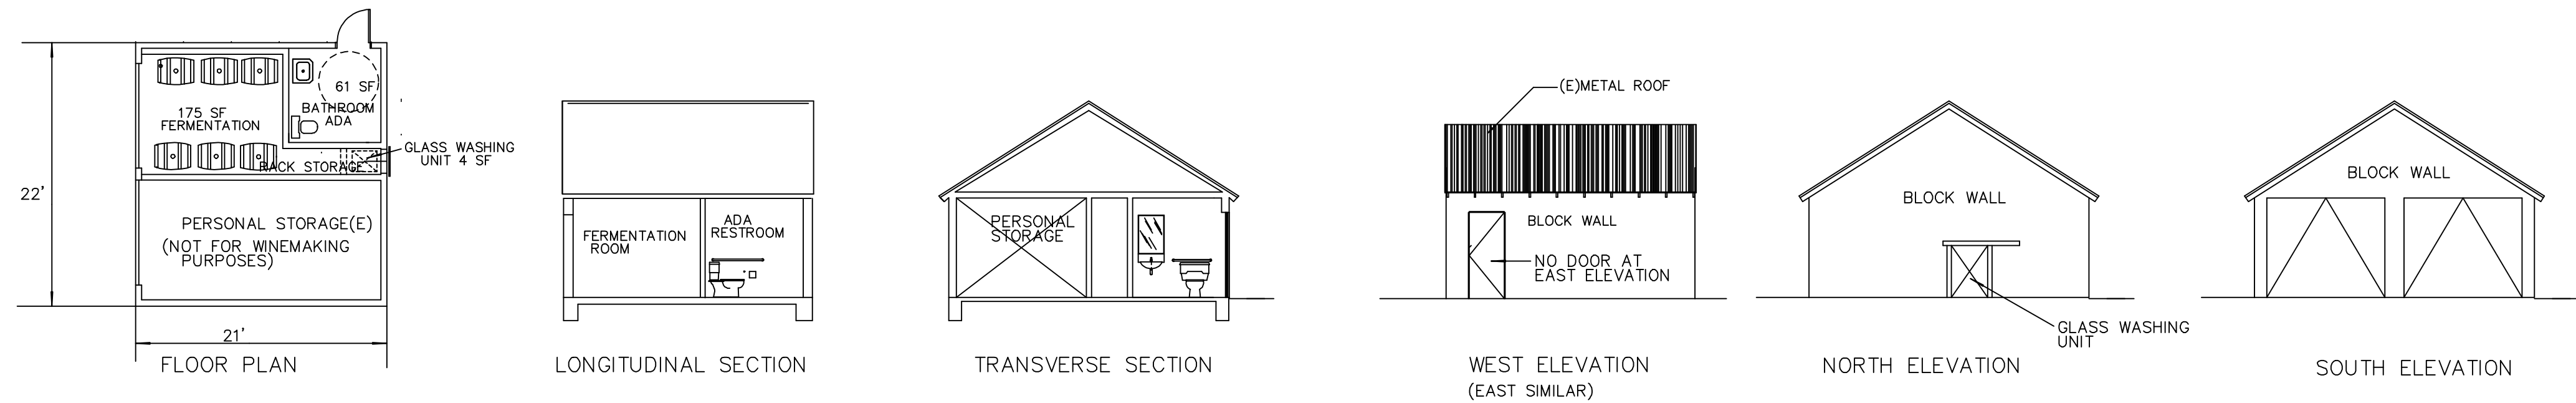 61 SF
BATHROOM
ADA
175 SF
FERMENTATION
GLASS WASHING
UNIT 4 SF
RACK STORAGE
22'
PERSONAL STORAGE(E)
(NOT FOR WINEMAKING
PURPOSES)
21'
FLOOR PLAN
FERMENTATION
ROOM
ADA
RESTROOM
LONGITUDINAL SECTION
PERSONAL
STORAGE
TRANSVERSE SECTION
(E)METAL ROOF
BLOCK WALL
NO DOOR AT
EAST ELEVATION
WEST ELEVATION
(EAST SIMILAR)
BLOCK WALL
GLASS WASHING
UNIT
NORTH ELEVATION
BLOCK WALL
SOUTH ELEVATION